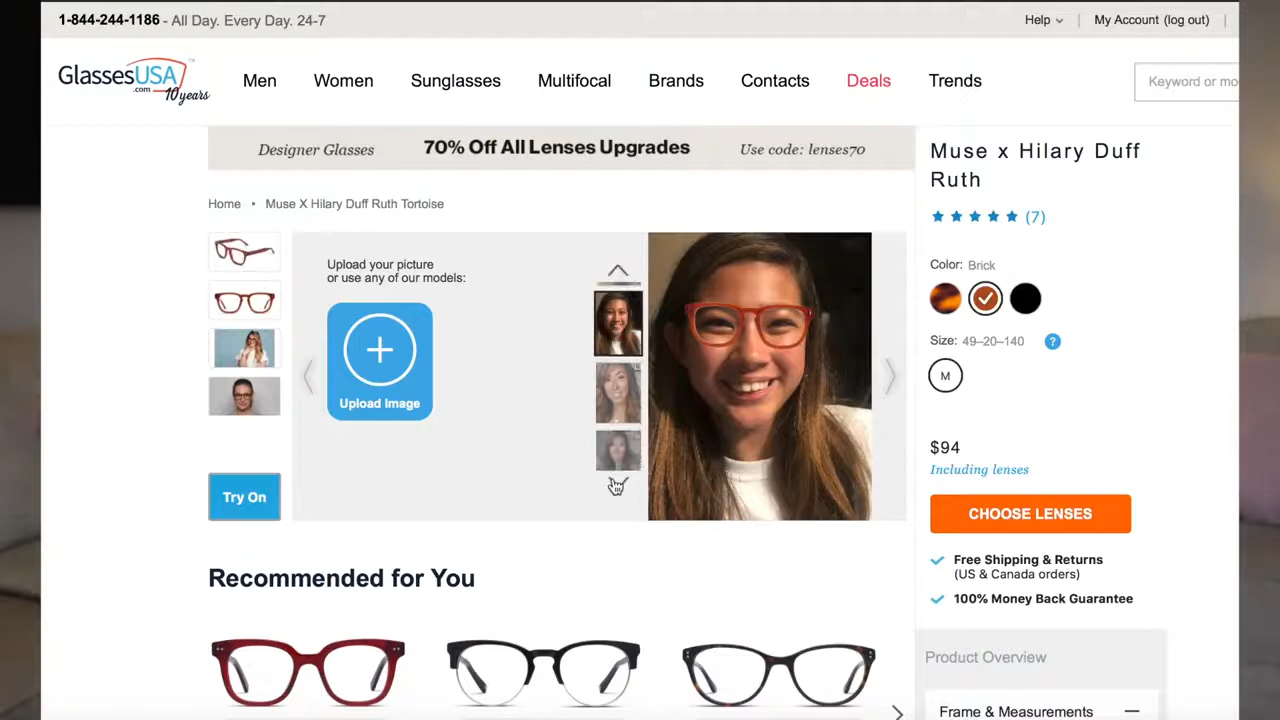 1-844-244-1186 - All Day. Every Day. 24-7
Help
My Account (log out)
GlassesUSA
.com
10 years
Men
Women
Sunglasses
Multifocal
Brands
Contacts
Deals
Trends
Keyword or mo
Designer Glasses 70% Off All Lenses Upgrades Use code: lenses70
Home • Muse X Hilary Duff Ruth Tortoise
Upload your picture
or use any of our models:
Upload Image
Try On
Muse x Hilary Duff
Ruth
(7)
Color: Brick
Size: 49–20–140 ?
M
$94
Including lenses
CHOOSE LENSES
Free Shipping & Returns
(US & Canada orders)
100% Money Back Guarantee
Recommended for You
Product Overview
Frame & Measurements